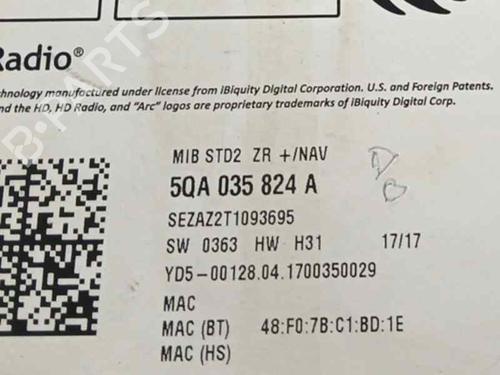 Radio®
chnology manufactured under license from iBiquity Digital Corporation. U.S. and Foreign Patents.
nd the HD, HD Radio, and "Arc" logos are proprietary trademarks of iBiquity Digital Corp.
MIB STD2 ZR +/NAV
5QA 035 824 A
SEZAZ2T1093695
SW 0363 HW H31 17/17
YD5-00128.04.1700350029
MAC
MAC (BT) 48:F0:7B:C1:BD:1E
MAC (HS)
B-PARTS